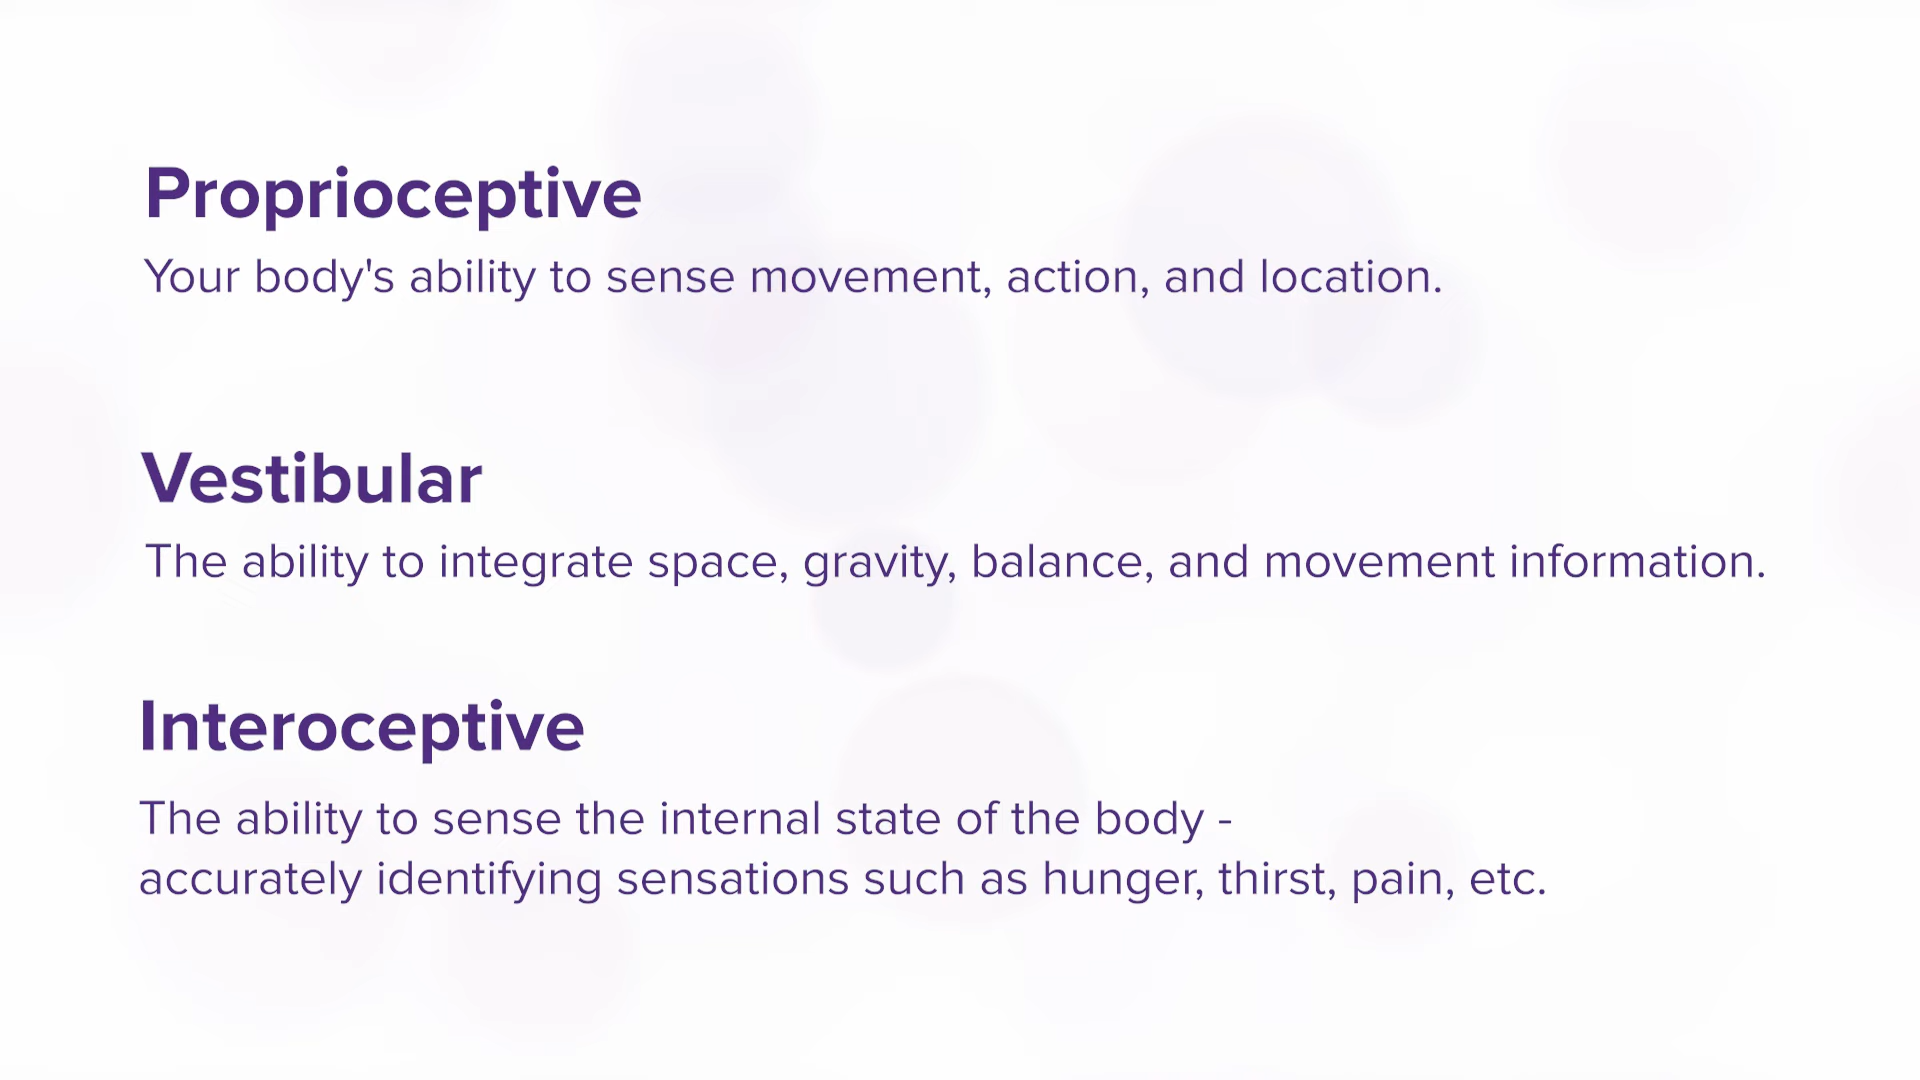 Proprioceptive
Your body's ability to sense movement, action, and location.
Vestibular
The ability to integrate space, gravity, balance, and movement information.
Interoceptive
The ability to sense the internal state of the body -
accurately identifying sensations such as hunger, thirst, pain, etc.